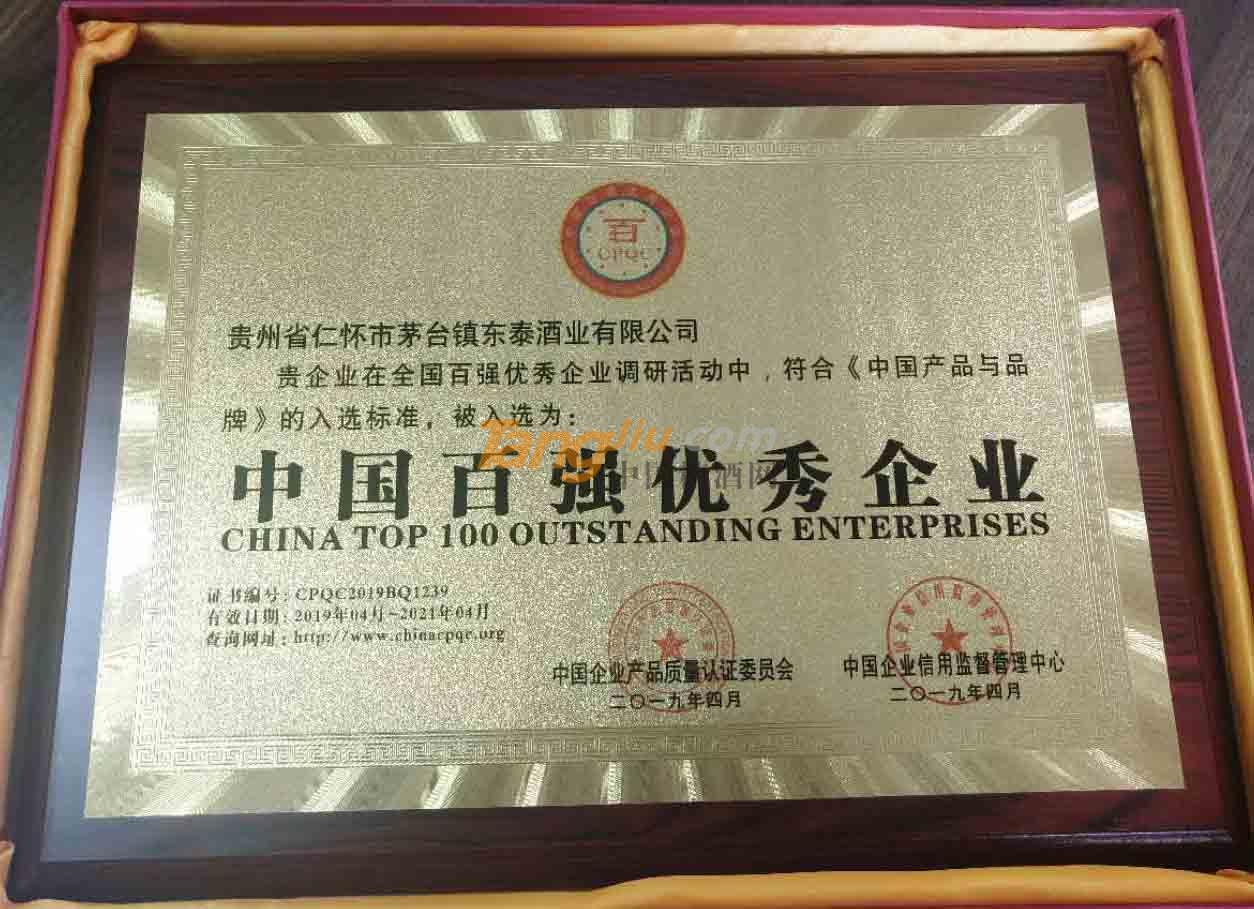 百
CPQC
贵州省仁怀市茅台镇东泰酒业有限公司
贵企业在全国百强优秀企业调研活动中，符合《中国产品与品
牌》的入选标准，被入选为：
Tangjiu.com
中国百强优秀企业
CHINA TOP 100 OUTSTANDING ENTERPRISES
证书编号：CPQC2019BQ1239
有效日期：2019年04月~2021年04月
查询网址：http://www.chinacpqc.org
中国企业产品质量认证委员会
二〇一九年四月
中国企业信用监督管理中心
二〇一九年四月